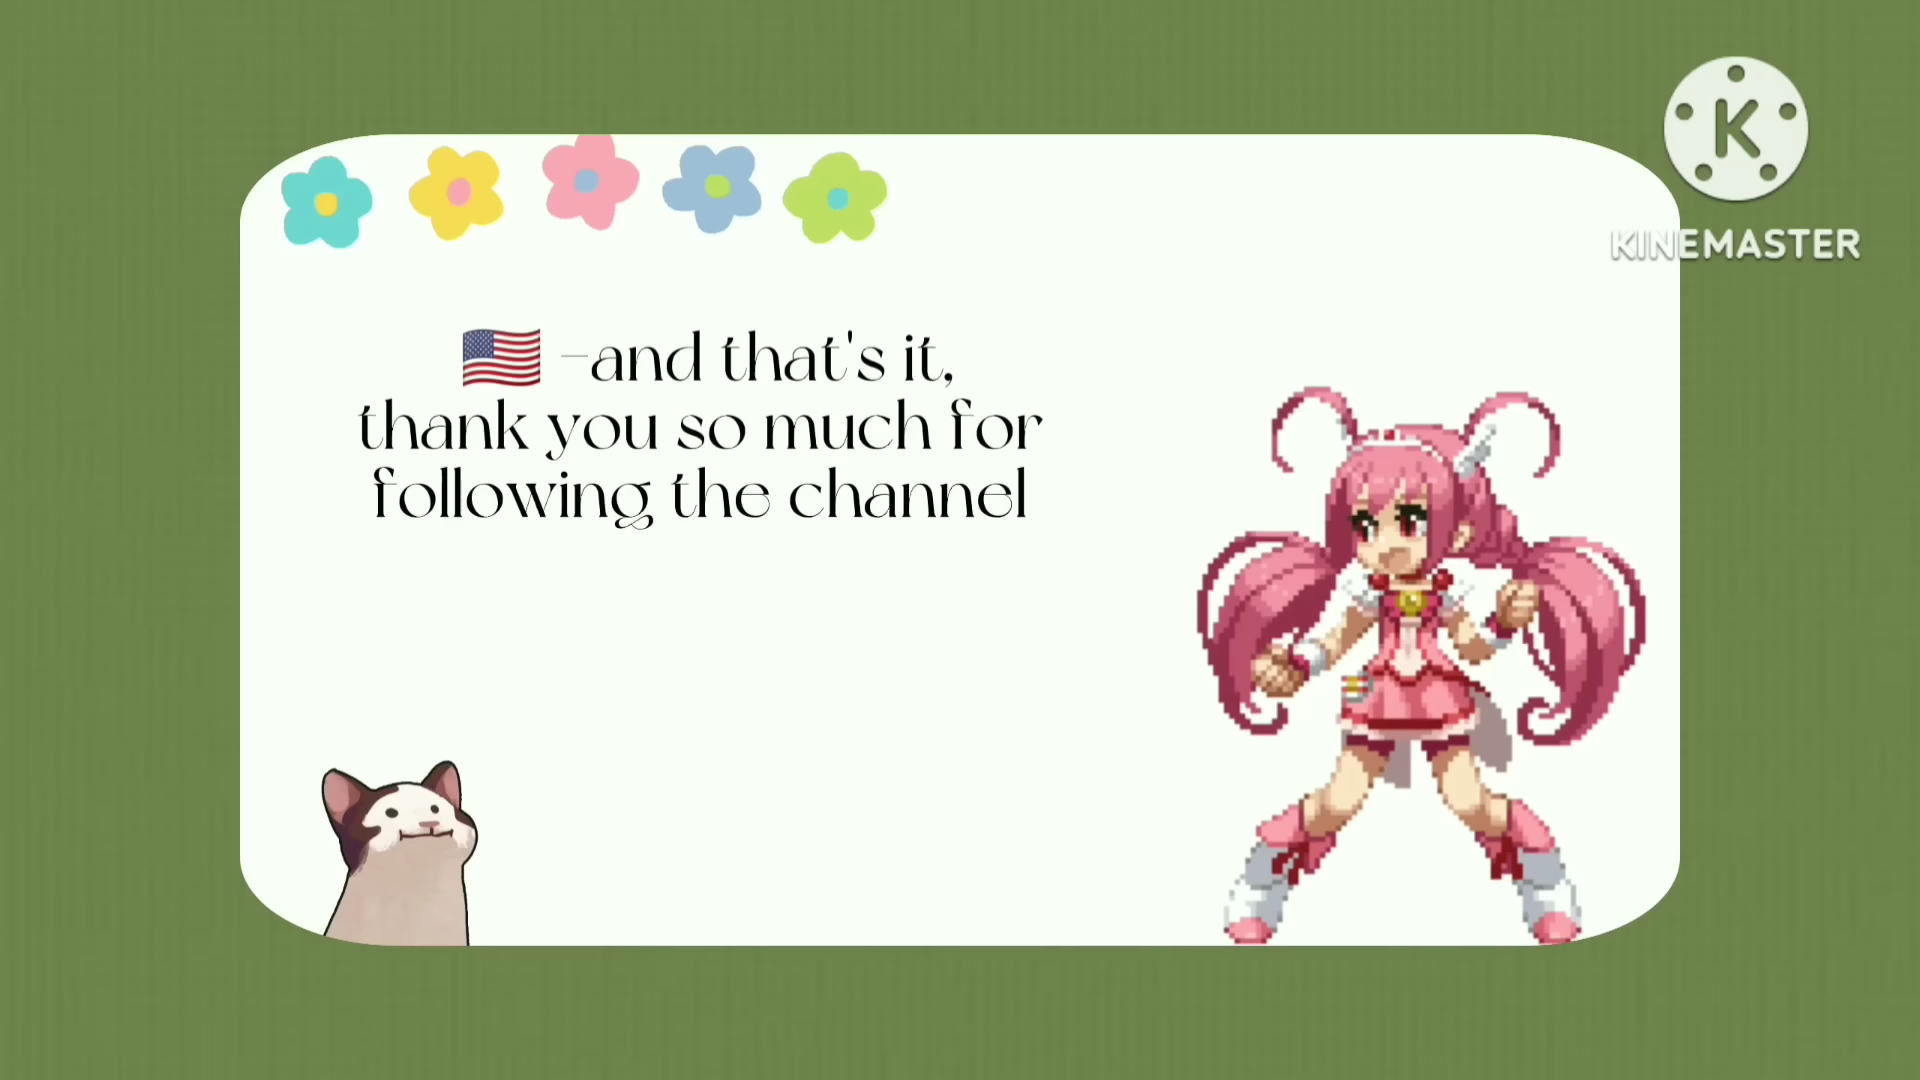 🇺🇸 -and that's it,
thank you so much for
following the channel
K
KINEMASTER